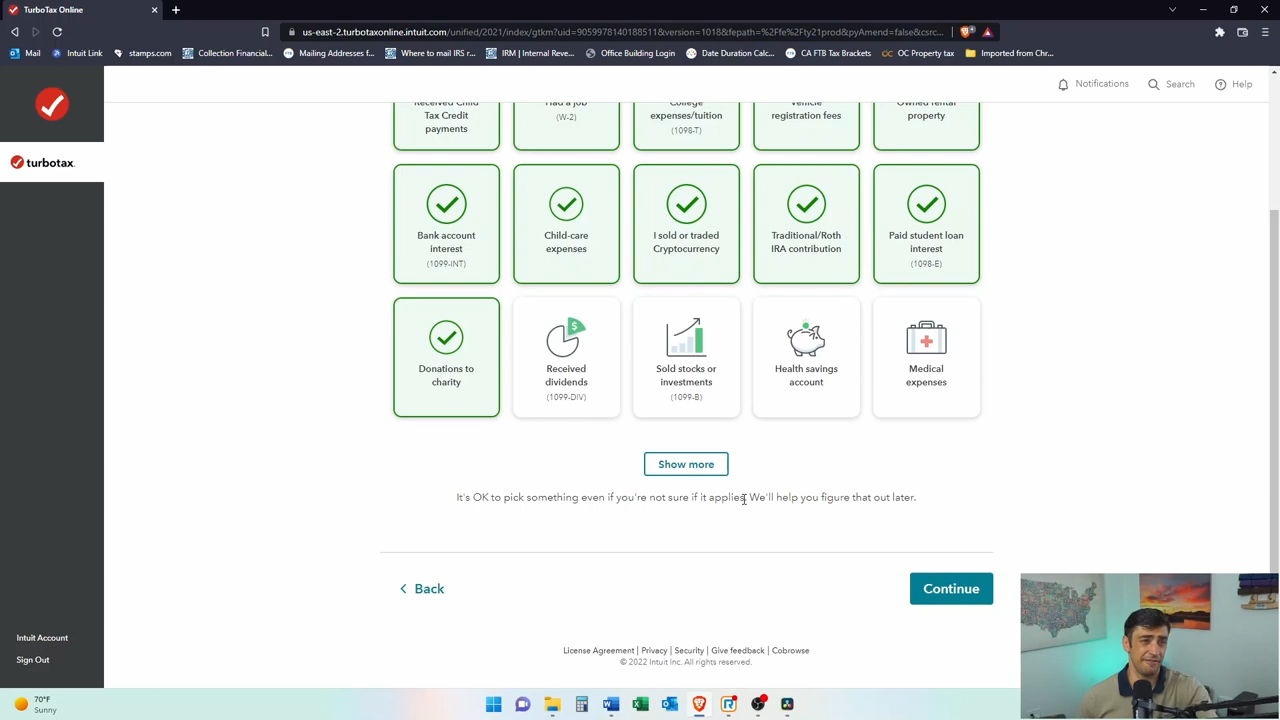 TurboTax Online
us-east-2.turbotaxonline.intuit.com/unified/2021/index/gtkm?uid=9059978140188511&version=1018&fepath=%2Ffe%2Fty21prod&pyAmend=false&csrc...
Mail
Intuit Link
stamps.com
Collection Financial...
Mailing Addresses f...
Where to mail IRS r...
IRM | Internal Reve...
Office Building Login
Date Duration Calc...
CA FTB Tax Brackets
OC Property tax
Imported from Chr...
Notifications
Search
Help
turbotax
Received Child
Tax Credit
payments
Had a job
(W-2)
College
expenses/tuition
(1098-T)
Vehicle
registration fees
Owned rental
property
Bank account
interest
(1099-INT)
Child-care
expenses
I sold or traded
Cryptocurrency
Traditional/Roth
IRA contribution
Paid student loan
interest
(1098-E)
Donations to
charity
Received
dividends
(1099-DIV)
Sold stocks or
investments
(1099-B)
Health savings
account
Medical
expenses
Show more
It's OK to pick something even if you're not sure if it applies. We'll help you figure that out later.
Back
Continue
Intuit Account
Sign Out
License Agreement | Privacy | Security | Give feedback | Cobrowse
© 2022 Intuit Inc. All rights reserved.
70°F
Sunny